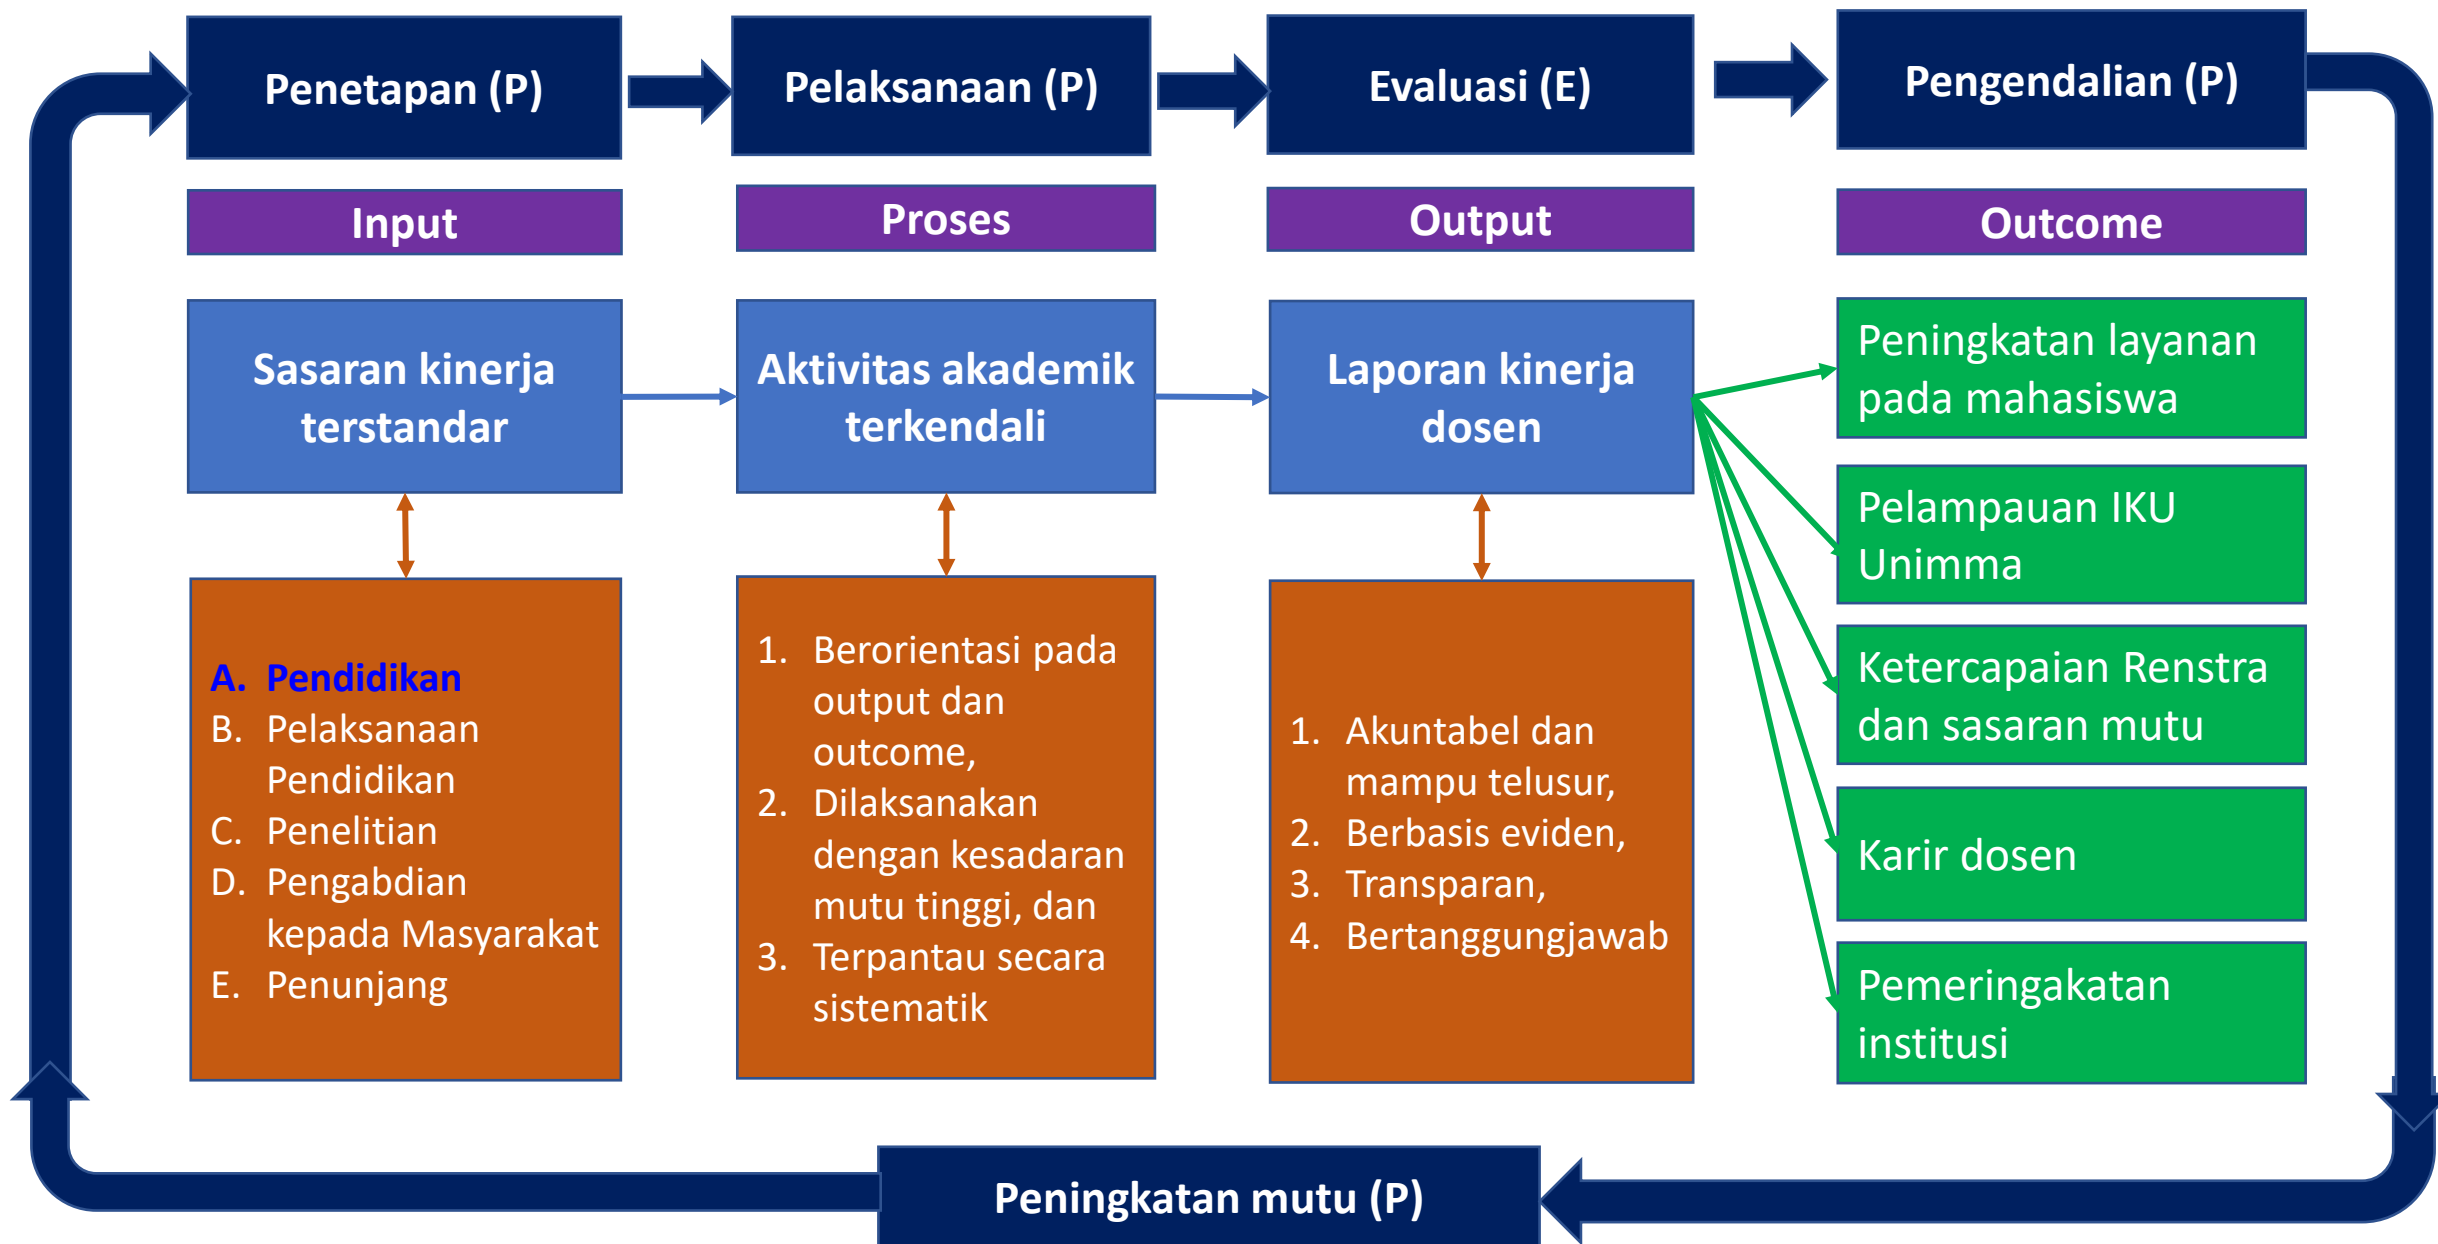 Penetapan (P)
Pelaksanaan (P)
Evaluasi (E)
Pengendalian (P)
Input
Proses
Output
Outcome
Sasaran kinerja
terstandar
Aktivitas akademik
terkendali
Laporan kinerja
dosen
Peningkatan layanan
pada mahasiswa
Pelampauan IKU
Unimma
Ketercapaian Renstra
dan sasaran mutu
Karir dosen
Pemeringakatan
institusi
A. Pendidikan
B. Pelaksanaan
Pendidikan
C. Penelitian
D. Pengabdian
kepada Masyarakat
E. Penunjang
1. Berorientasi pada
output dan
outcome,
2. Dilaksanakan
dengan kesadaran
mutu tinggi, dan
3. Terpantau secara
sistematik
1. Akuntabel dan
mampu telusur,
2. Berbasis eviden,
3. Transparan,
4. Bertanggungjawab
Peningkatan mutu (P)